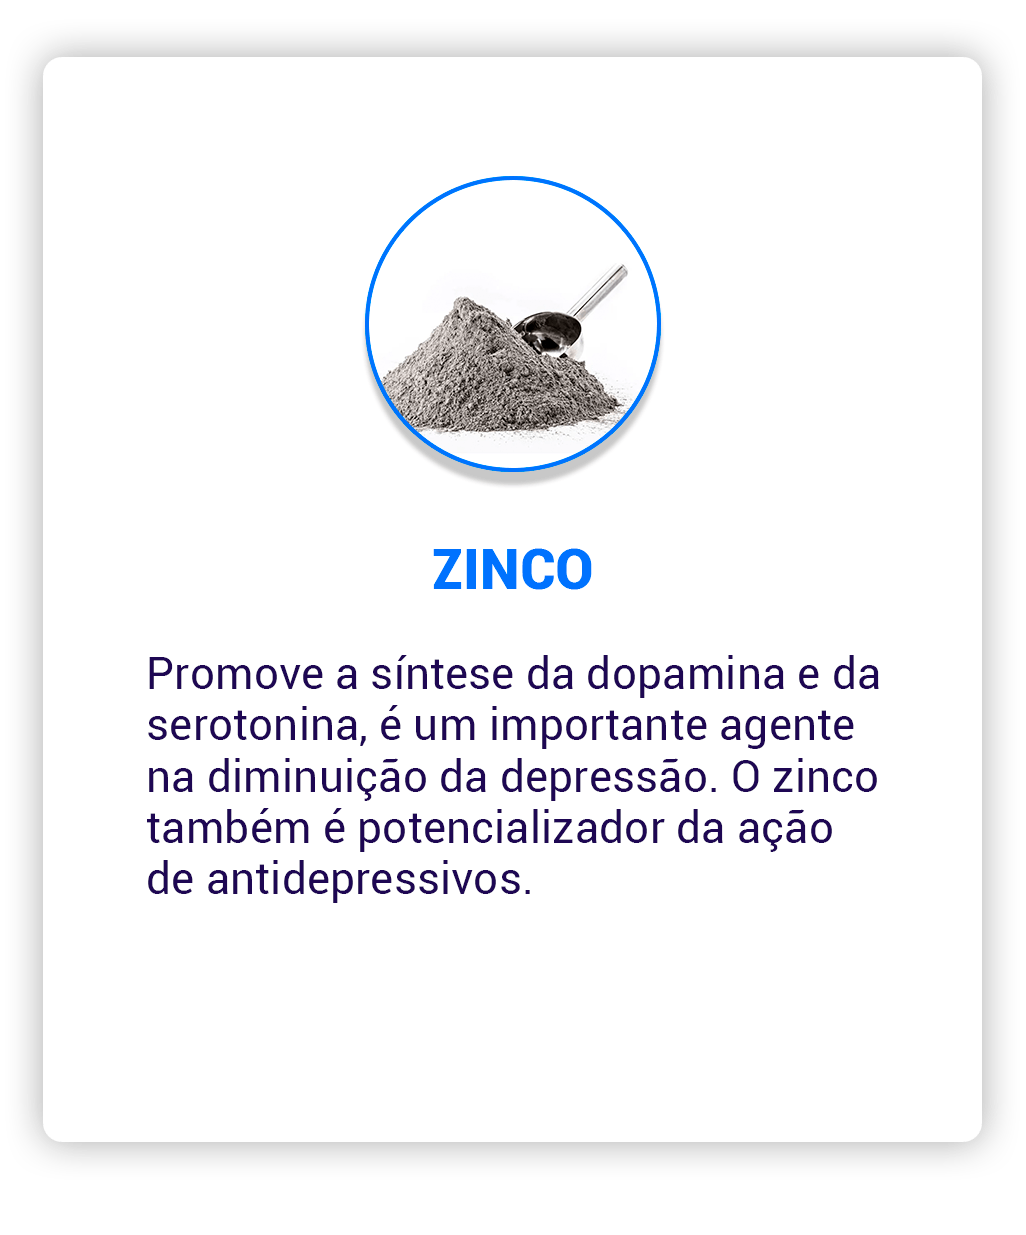 ZINCO
Promove a síntese da dopamina e da
serotonina, é um importante agente
na diminuição da depressão. O zinco
também é potencializador da ação
de antidepressivos.